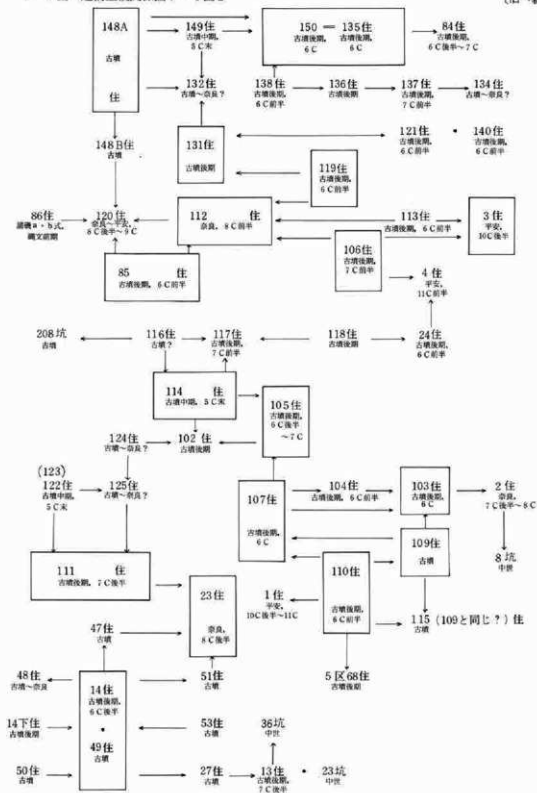 148A 古墳 住
149住
古墳中期,
5C末
150 = 135住
古墳後期, 古墳後期,
6C 6C
84住
古墳後期,
6C後半~7C
132住
古墳~奈良?
138住
古墳後期,
6C前半
136住
古墳後期
137住
古墳後期,
7C前半
134住
古墳~奈良?
148B住
古墳
131住
古墳後期
121住 ・ 140住
古墳後期, 古墳後期,
6C前半 6C前半
119住
古墳後期,
6C前半
86住
諸磯a・b式,
縄文前期
120住
奈良~平安,
8C後半~9C
112 住
奈良, 8C前半
113住
古墳後期, 6C前半
3住
平安,
10C後半
106住
古墳後期,
7C前半
85 住
古墳後期, 6C前半
4住
平安,
11C前半
208坑
古墳
116住
古墳?
117住
古墳後期,
7C前半
118住
古墳後期
24住
古墳後期,
6C前半
114 住
古墳中期, 5C末
105住
古墳後期,
6C後半
~7C
124住
古墳~奈良?
102住
古墳後期
(123)
122住
古墳中期,
5C末
125住
古墳~奈良?
107住
古墳後期,
6C
104住
古墳後期, 6C前半
103住
古墳後期,
6C
2住
奈良,
7C後半~8C
109住
古墳
8坑
中世
111 住
古墳後期, 7C後半
23住
奈良,
8C後半
110住
古墳後期,
6C前半
1住
平安,
10C後半~11C
115 (109と同じ?) 住
古墳
47住
古墳
48住
古墳~奈良
51住
古墳
5区68住
古墳後期
14住
古墳後期,
6C後半
・
49住
古墳
14下住
古墳後期
53住
古墳
36坑
中世
50住
古墳
27住
古墳
13住 ・ 23坑
古墳後期, 中世
7C後半